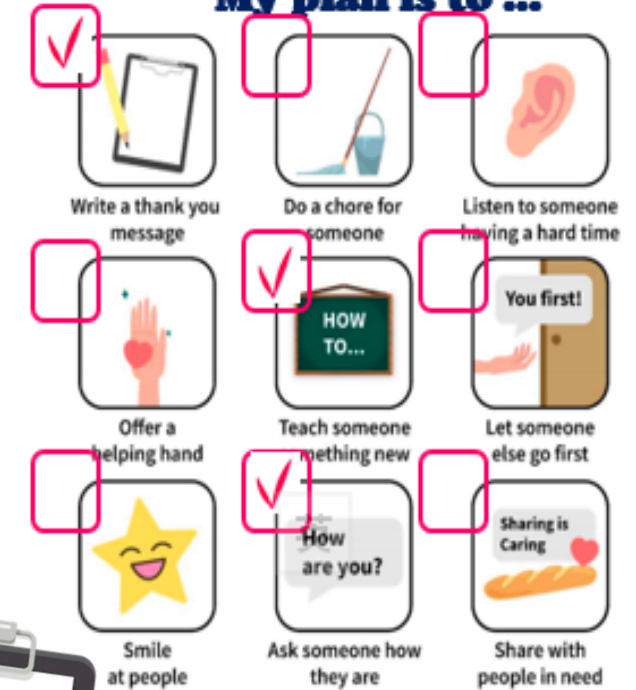 My plan is to ...
Write a thank you
message
Do a chore for
someone
Listen to someone
having a hard time
You first!
HOW
TO...
Offer a
helping hand
Teach someone
mething new
Let someone
else go first
How
are you?
Sharing is
Caring
Smile
at people
Ask someone how
they are
Share with
people in need